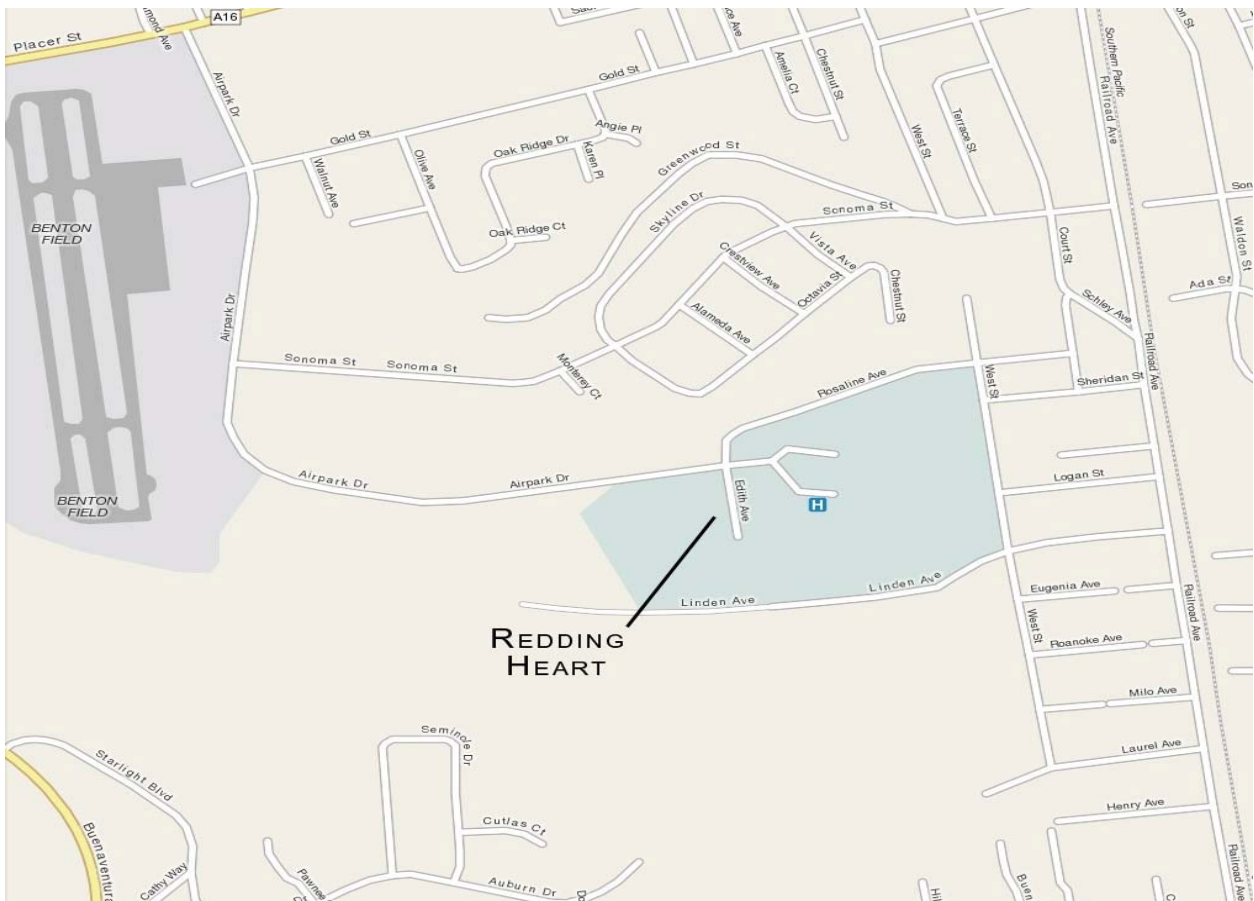 A16
Placer St
Airpark Dr
Gold St
Gold St
Amelia Ct
Chestnut St
Southern Pacific
Railroad Ave
Walnut Ave
Olive Ave
Oak Ridge Dr
Angie Pl
Karen Pl
Greenwood St
West St
Terrace St
Skyline Dr
Sonoma St
BENTON
FIELD
Oak Ridge Ct
Vista Ave
Crestview Ave
Octavia St
Chestnut St
Court St
Waldon St
Ada St
Schley Ave
Airpark Dr
Alameda Ave
Sonoma St
Sonoma St
Monterey Ct
Rosaline Ave
West St
Sheridan St
Railroad Ave
Airpark Dr
Airpark Dr
Edith Ave
Logan St
BENTON
FIELD
H
Linden Ave
Linden Ave
Eugenia Ave
Railroad Ave
REDDING
HEART
West St
Roanoke Ave
Milo Ave
Seminole Dr
Laurel Ave
Starlight Blvd
Henry Ave
Cutlas Ct
Buenaventura
Cathy Way
Pawnee
Auburn Dr
Railroad Ave